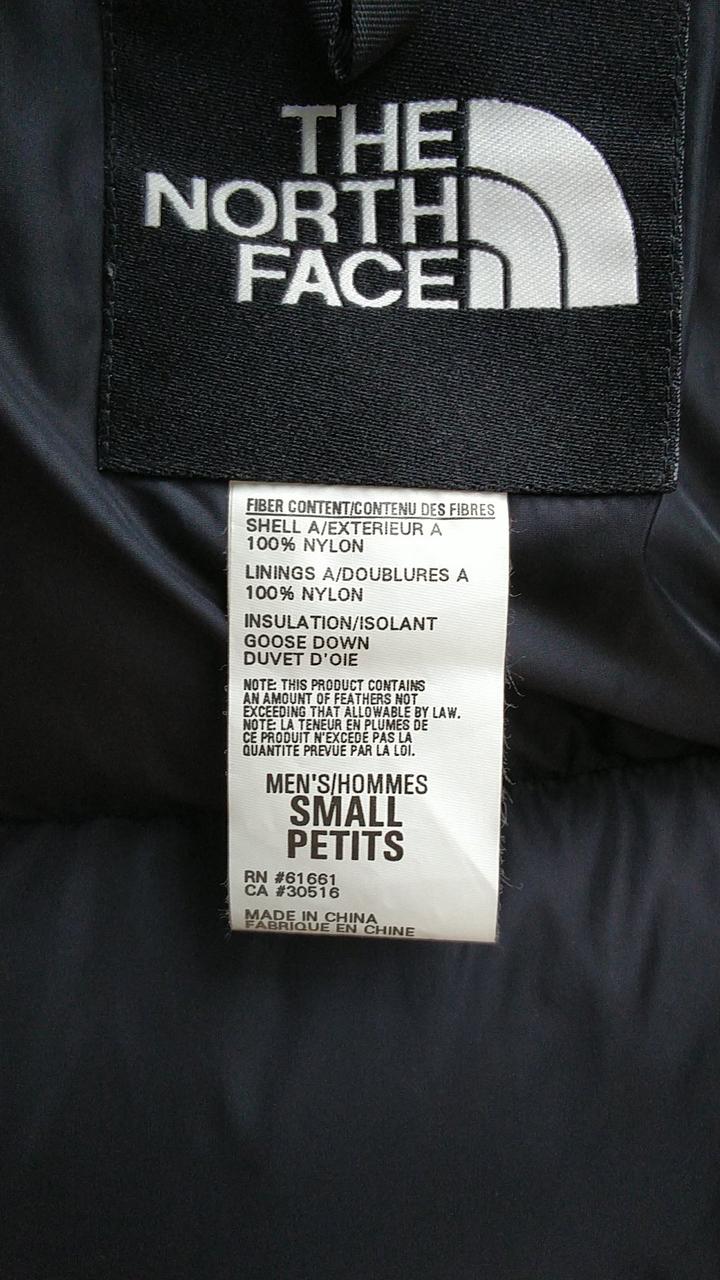 THE
NORTH
FACE
FIBER CONTENT/CONTENU DES FIBRES
SHELL A/EXTERIEUR A
100% NYLON
LININGS A/DOUBLURES A
100% NYLON
INSULATION/ISOLANT
GOOSE DOWN
DUVET D'OIE
NOTE: THIS PRODUCT CONTAINS
AN AMOUNT OF FEATHERS NOT
EXCEEDING THAT ALLOWABLE BY LAW.
NOTE: LA TENEUR EN PLUMES DE
CE PRODUIT N'EXCEDE PAS LA
QUANTITE PREVUE PAR LA LOI.
MEN'S/HOMMES
SMALL
PETITS
RN #61661
CA #30516
MADE IN CHINA
FABRIQUE EN CHINE